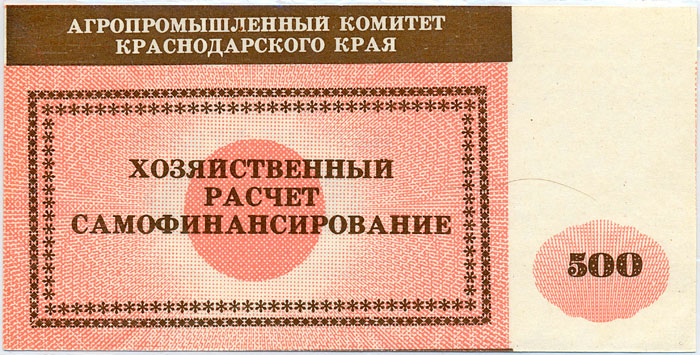 АГРОПРОМЫШЛЕННЫЙ КОМИТЕТ
КРАСНОДАРСКОГО КРАЯ
ХОЗЯЙСТВЕННЫЙ
РАСЧЕТ
САМОФИНАНСИРОВАНИЕ
500